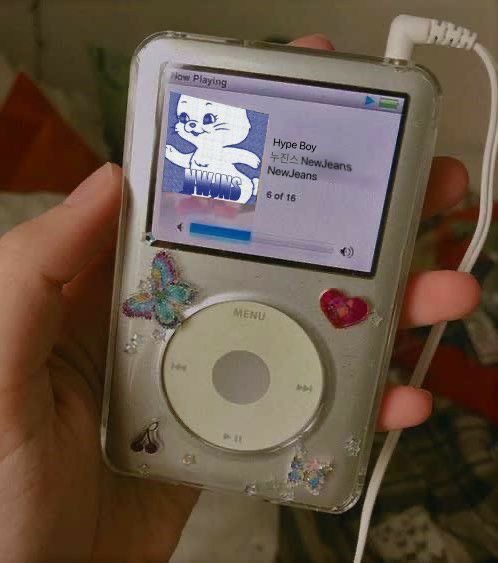 Now Playing
NWJNS
Hype Boy
뉴진스 NewJeans
NewJeans
6 of 16
MENU